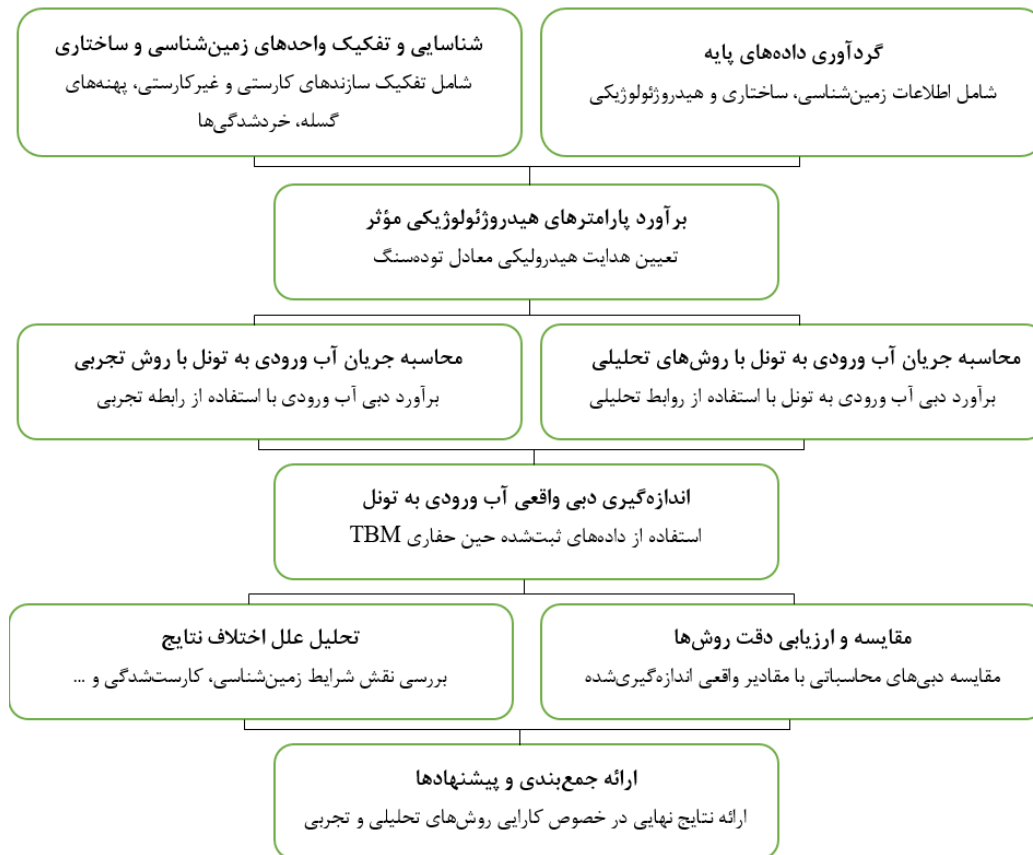 گردآوری داده‌های پایه
شامل اطلاعات زمین‌شناسی، ساختاری و هیدروژئولوژیکی
شناسایی و تفکیک واحدهای زمین‌شناسی و ساختاری
شامل تفکیک سازندهای کارستی و غیرکارستی، پهنه‌های
گسله، خردشدگی‌ها
برآورد پارامترهای هیدروژئولوژیکی مؤثر
تعیین هدایت هیدرولیکی معادل توده‌سنگ
محاسبه جریان آب ورودی به تونل با روش‌های تحلیلی
برآورد دبی آب ورودی به تونل با استفاده از روابط تحلیلی
محاسبه جریان آب ورودی به تونل با روش تجربی
برآورد دبی آب ورودی با استفاده از رابطه تجربی
اندازه‌گیری دبی واقعی آب ورودی به تونل
استفاده از داده‌های ثبت‌شده حین حفاری TBM
مقایسه و ارزیابی دقت روش‌ها
مقایسه دبی‌های محاسباتی با مقادیر واقعی اندازه‌گیری‌شده
تحلیل علل اختلاف نتایج
بررسی نقش شرایط زمین‌شناسی، کارست‌شدگی و ...
ارائه جمع‌بندی و پیشنهادها
ارائه نتایج نهایی در خصوص کارایی روش‌های تحلیلی و تجربی